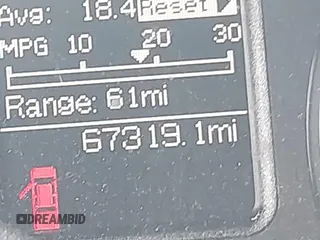 Avg: 18.4 Reset
MPG 10 20 30
Range: 61mi
67319.1mi
DREAMBID